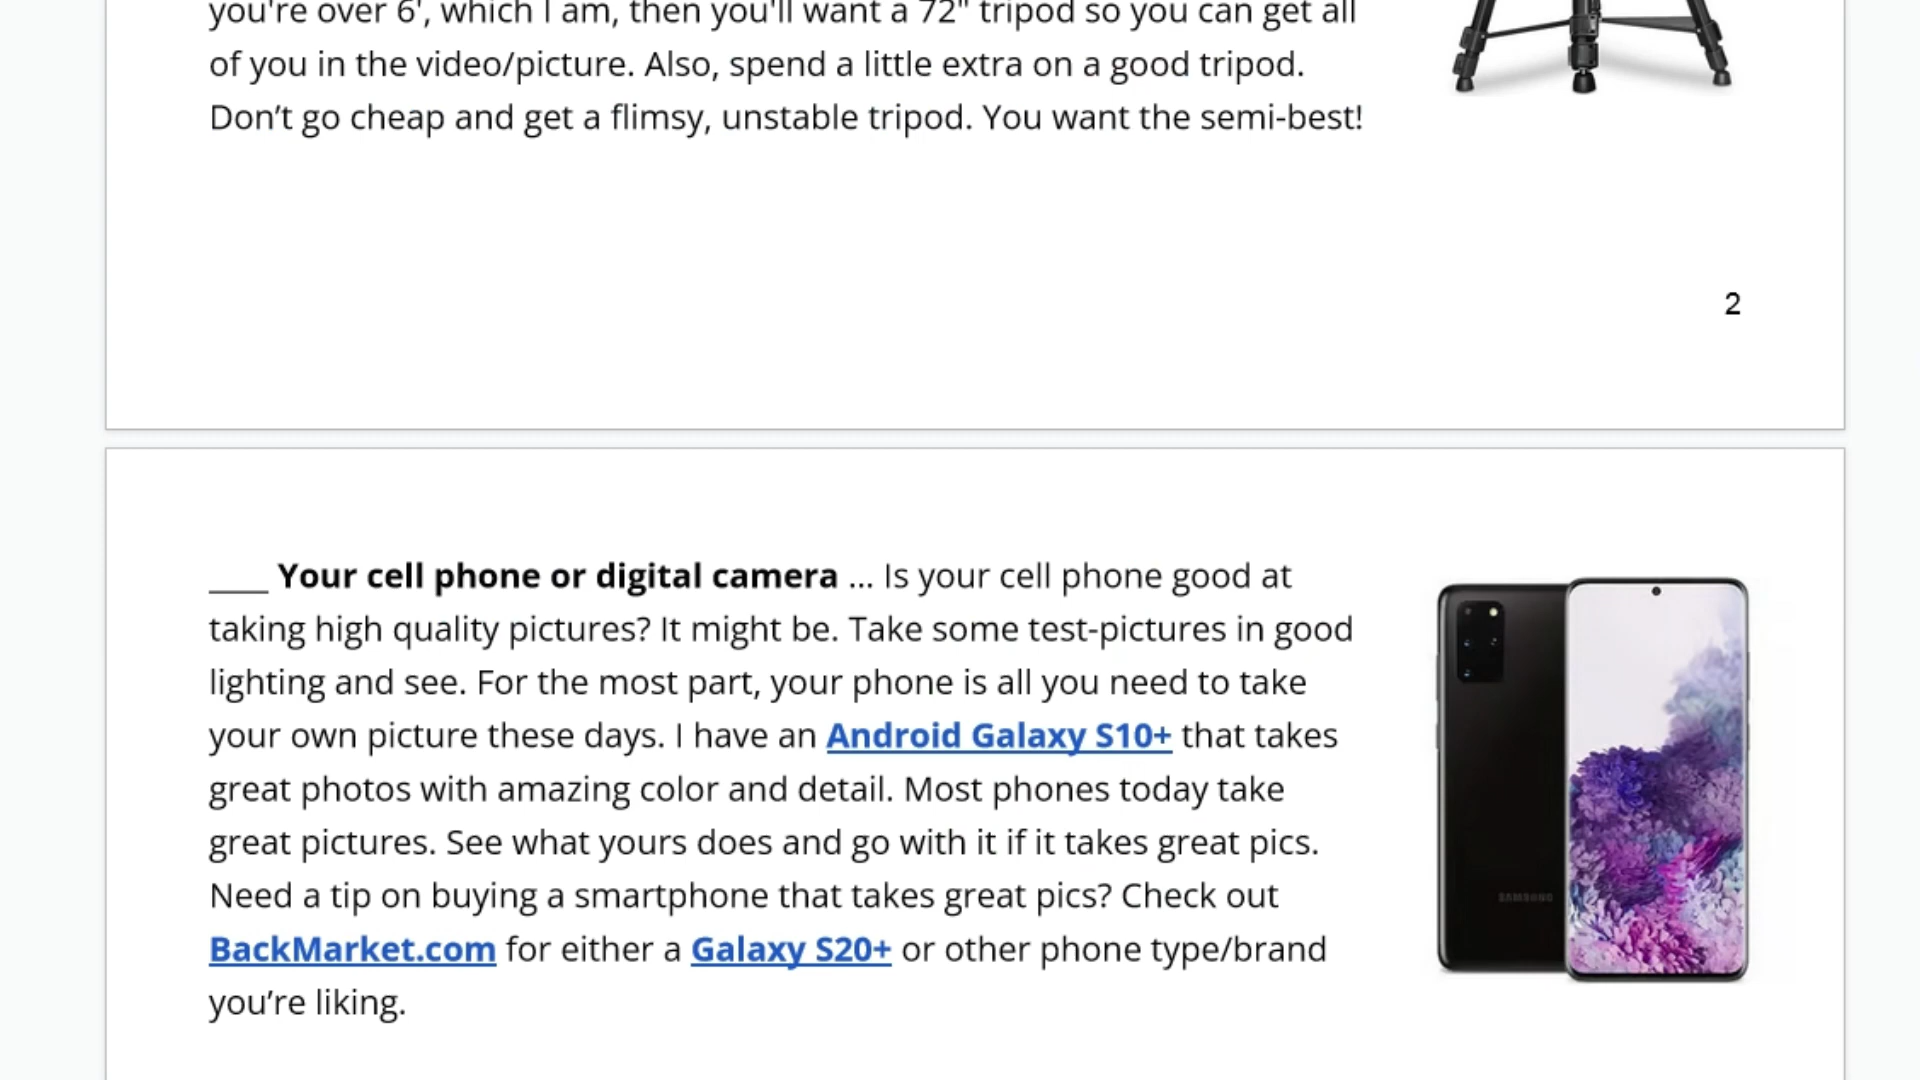 you're over 6', which I am, then you'll want a 72" tripod so you can get all
of you in the video/picture. Also, spend a little extra on a good tripod.
Don’t go cheap and get a flimsy, unstable tripod. You want the semi-best!
2
____ Your cell phone or digital camera ... Is your cell phone good at
taking high quality pictures? It might be. Take some test-pictures in good
lighting and see. For the most part, your phone is all you need to take
your own picture these days. I have an Android Galaxy S10+ that takes
great photos with amazing color and detail. Most phones today take
great pictures. See what yours does and go with it if it takes great pics.
Need a tip on buying a smartphone that takes great pics? Check out
BackMarket.com for either a Galaxy S20+ or other phone type/brand
you’re liking.
SAMSUNG